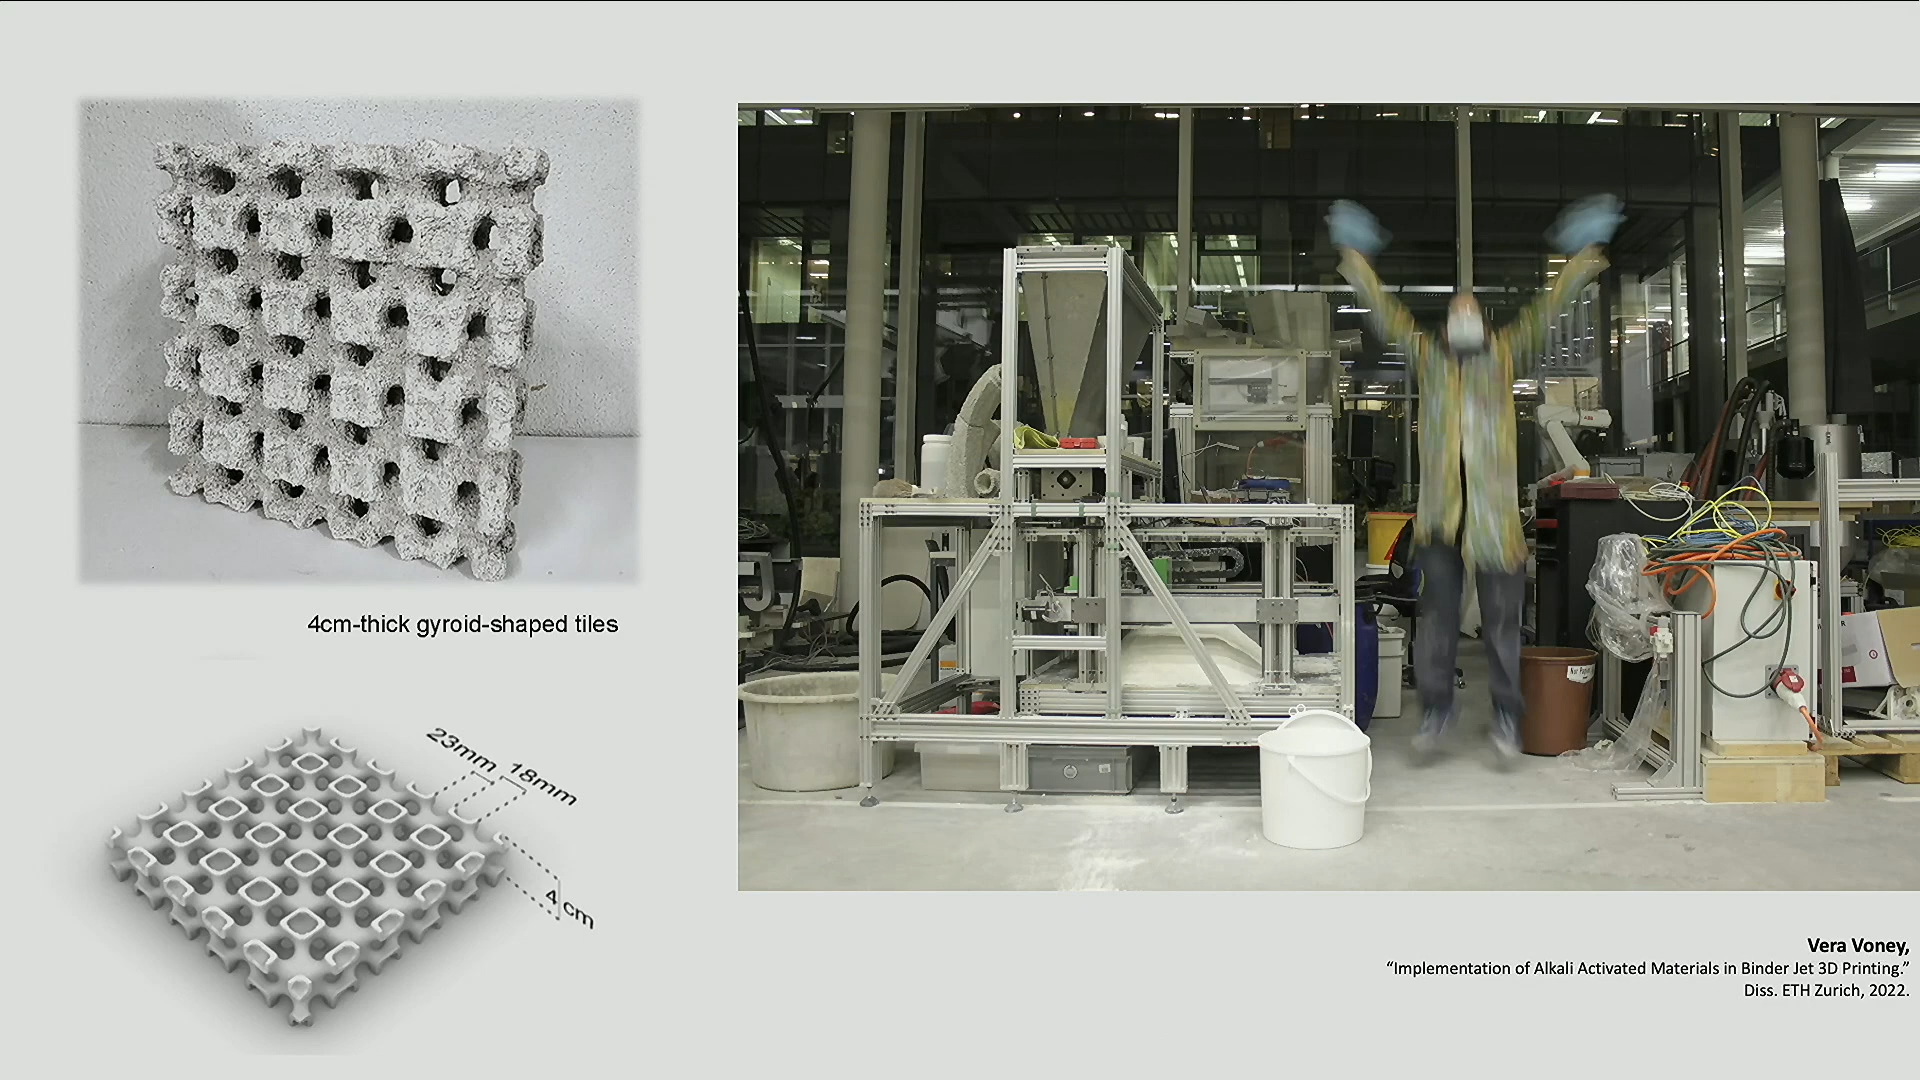 4cm-thick gyroid-shaped tiles
23mm
18mm
4 cm
Vera Voney,
“Implementation of Alkali Activated Materials in Binder Jet 3D Printing.”
Diss. ETH Zurich, 2022.